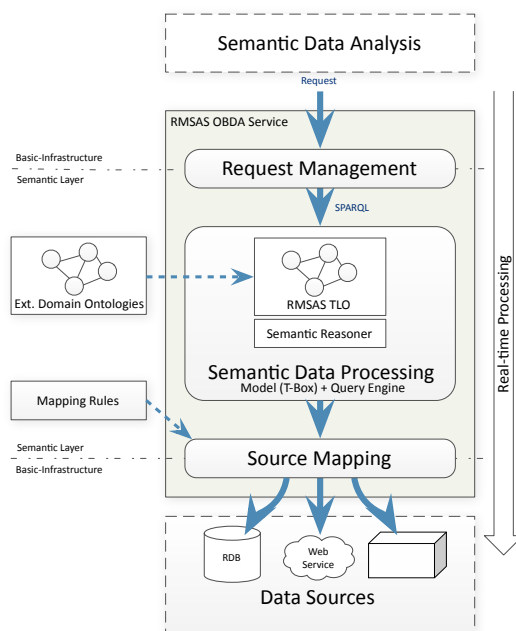 Semantic Data Analysis
Request
RMSAS OBDA Service
Basic-Infrastructure
Semantic Layer
Request Management
SPARQL
Ext. Domain Ontologies
RMSAS TLO
Semantic Reasoner
Semantic Data Processing
Model (T-Box) + Query Engine
Mapping Rules
Semantic Layer
Basic-Infrastructure
Source Mapping
RDB
Web
Service
Data Sources
Real-time Processing